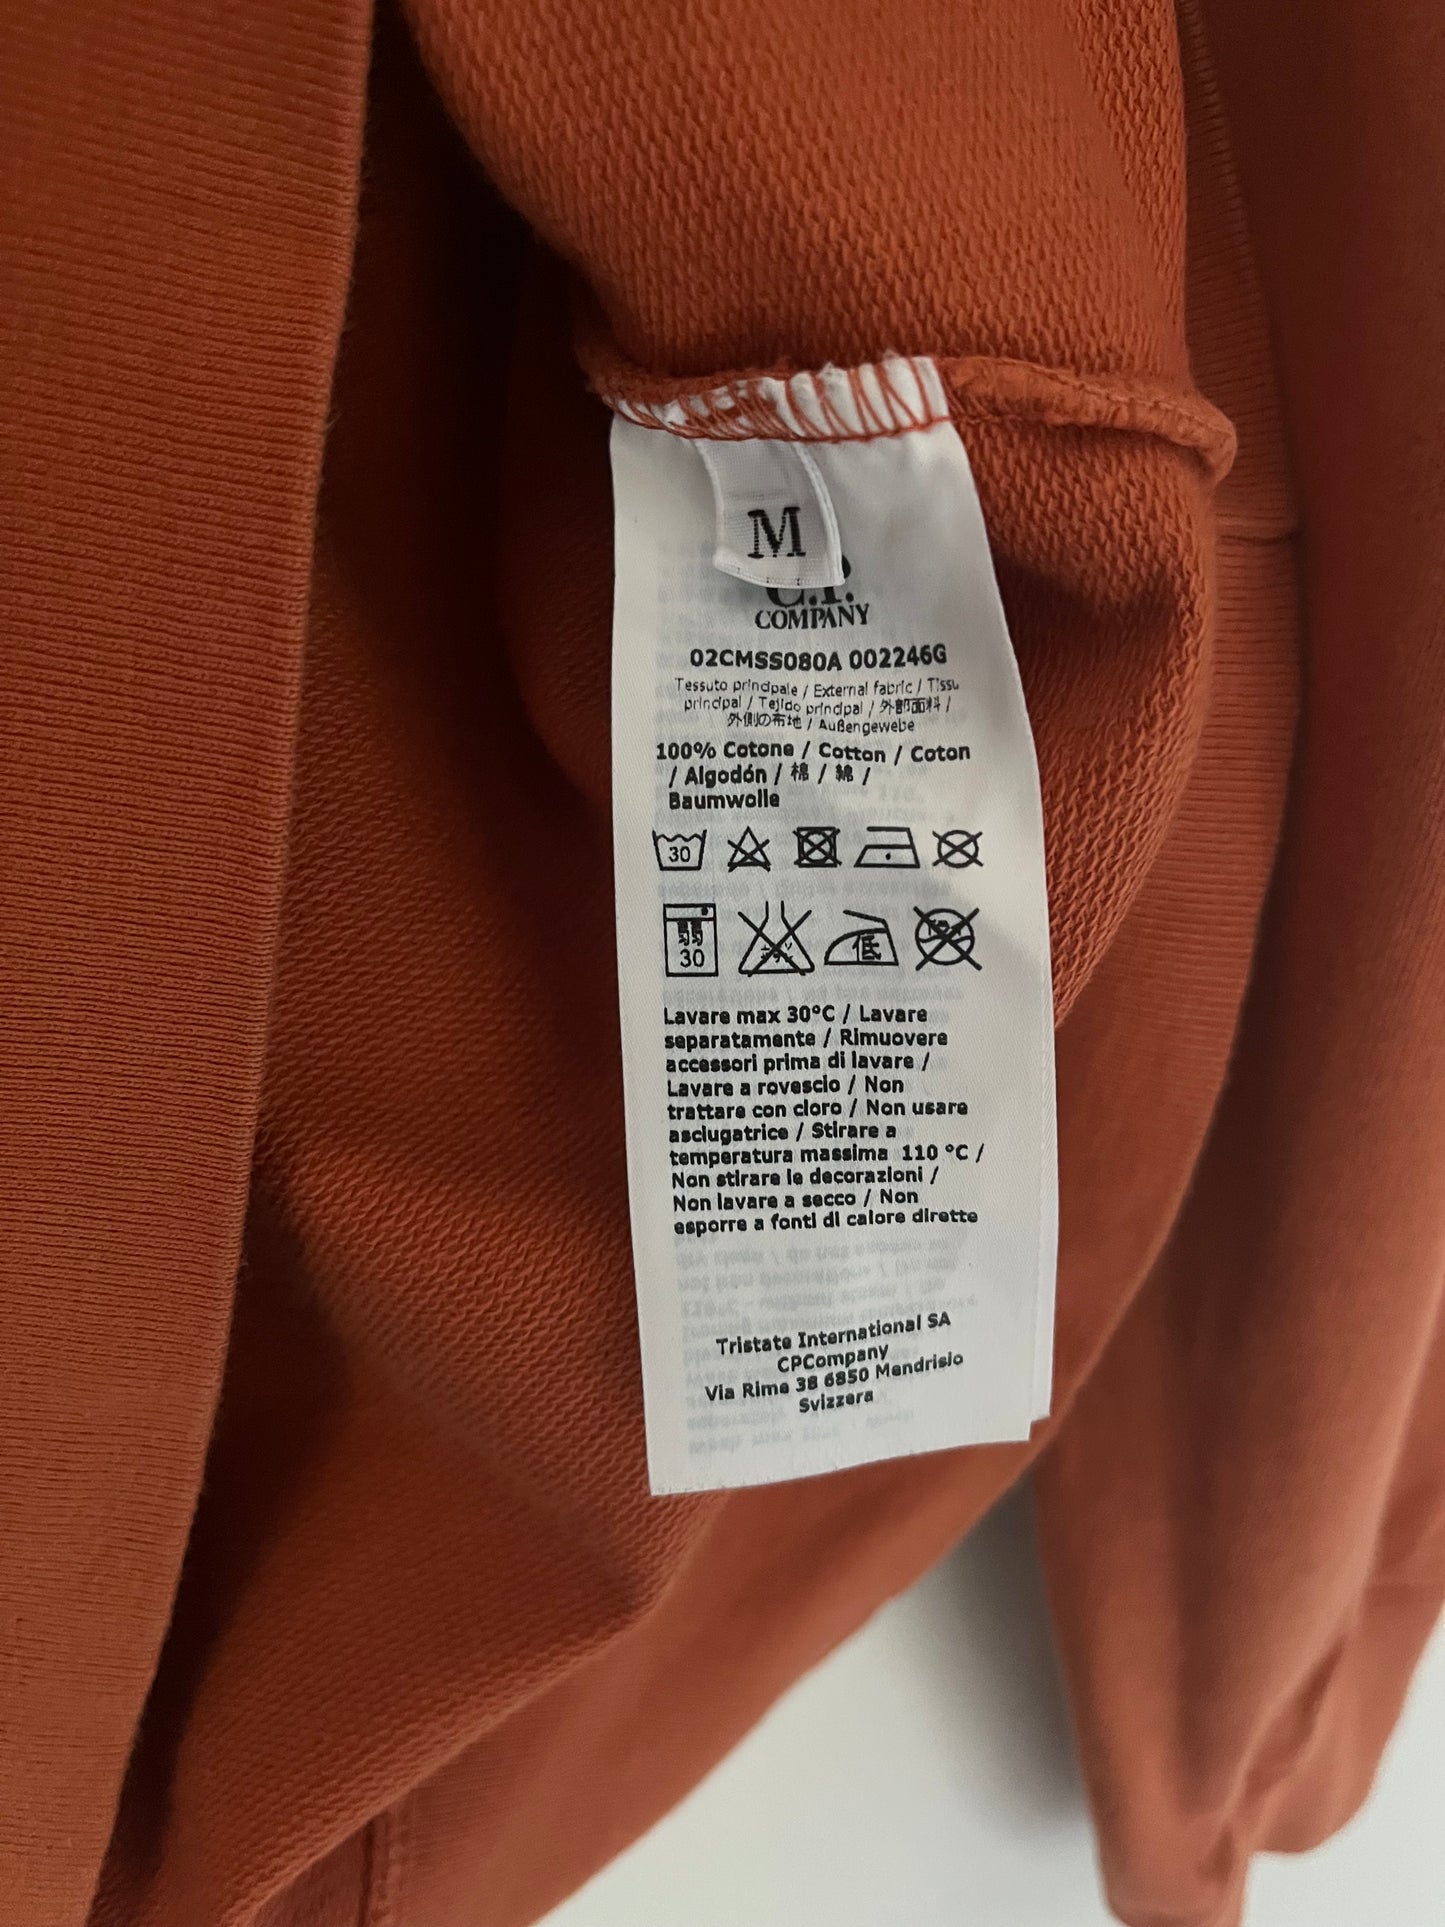 M
C.P.
COMPANY
02CMSS080A 002246G
Tessuto principale / External fabric / Tissu
principal / Tejido principal / 外部面料 /
外側の布地 / Außengewebe
100% Cotone / Cotton / Coton
/ Algodón / 棉 / 綿 /
Baumwolle
30
30
低
Lavare max 30°C / Lavare
separatamente / Rimuovere
accessori prima di lavare /
Lavare a rovescio / Non
trattare con cloro / Non usare
asciugatrice / Stirare a
temperatura massima 110 °C /
Non stirare le decorazioni /
Non lavare a secco / Non
esporre a fonti di calore dirette
Tristate International SA
CPCompany
Via Rime 38 6850 Mendrisio
Svizzera